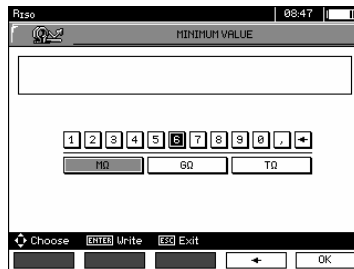 RISO 08:47
MINIMUM VALUE
1 2 3 4 5 6 7 8 9 0 ,
MΩ GΩ TΩ
Choose ENTER Write ESC Exit
OK